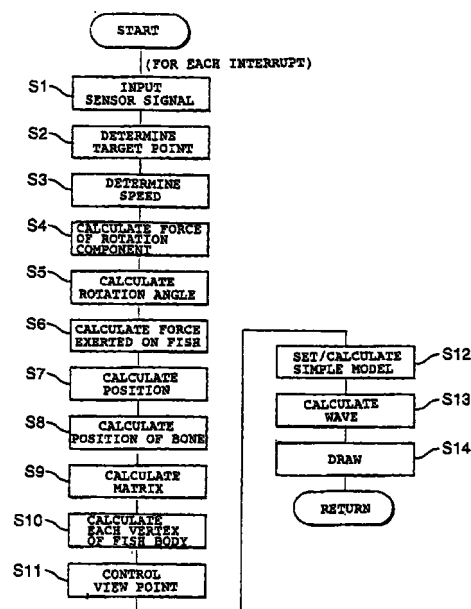 START
(FOR EACH INTERRUPT)
S1
INPUT
SENSOR SIGNAL
S2
DETERMINE
TARGET POINT
S3
DETERMINE
SPEED
S4
CALCULATE FORCE
OF ROTATION
COMPONENT
S5
CALCULATE
ROTATION ANGLE
S6
CALCULATE FORCE
EXERTED ON FISH
S7
CALCULATE
POSITION
S8
CALCULATE
POSITION OF BONE
S9
CALCULATE
MATRIX
S10
CALCULATE
EACH VERTEX
OF FISH BODY
S11
CONTROL
VIEW POINT
S12
SET/CALCULATE
SIMPLE MODEL
S13
CALCULATE
WAVE
S14
DRAW
RETURN